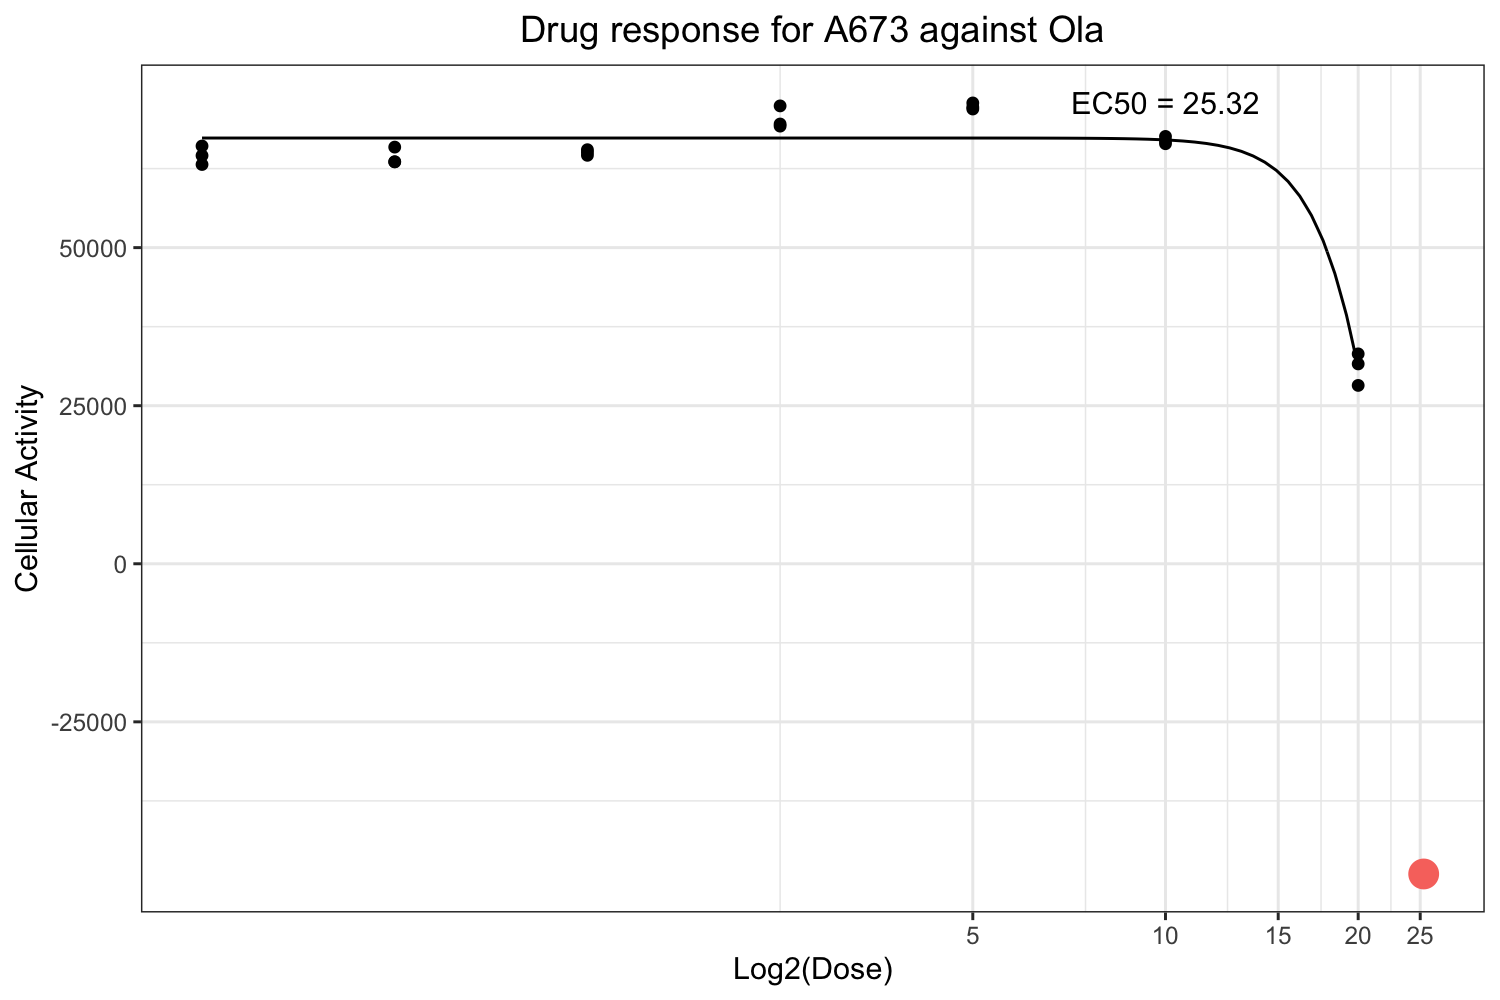 Drug response for A673 against Ola
EC50 = 25.32
50000
25000
0
-25000
Cellular Activity
5 10 15 20 25
Log2(Dose)